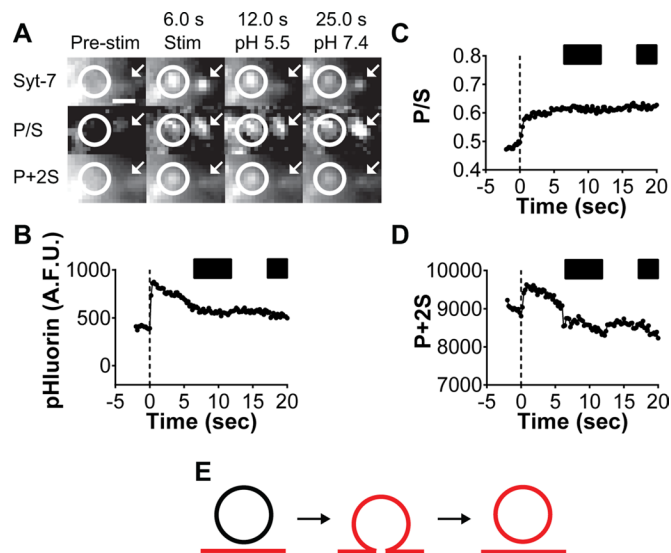 A
Pre-stim
6.0 s
Stim
12.0 s
pH 5.5
25.0 s
pH 7.4
Syt-7
P/S
P+2S
B
pHluorin (A.F.U.)
1000
500
0
-5 0 5 10 15 20
Time (sec)
C
P/S
0.8
0.7
0.6
0.5
0.4
-5 0 5 10 15 20
Time (sec)
D
P+2S
10000
9000
8000
7000
-5 0 5 10 15 20
Time (sec)
E